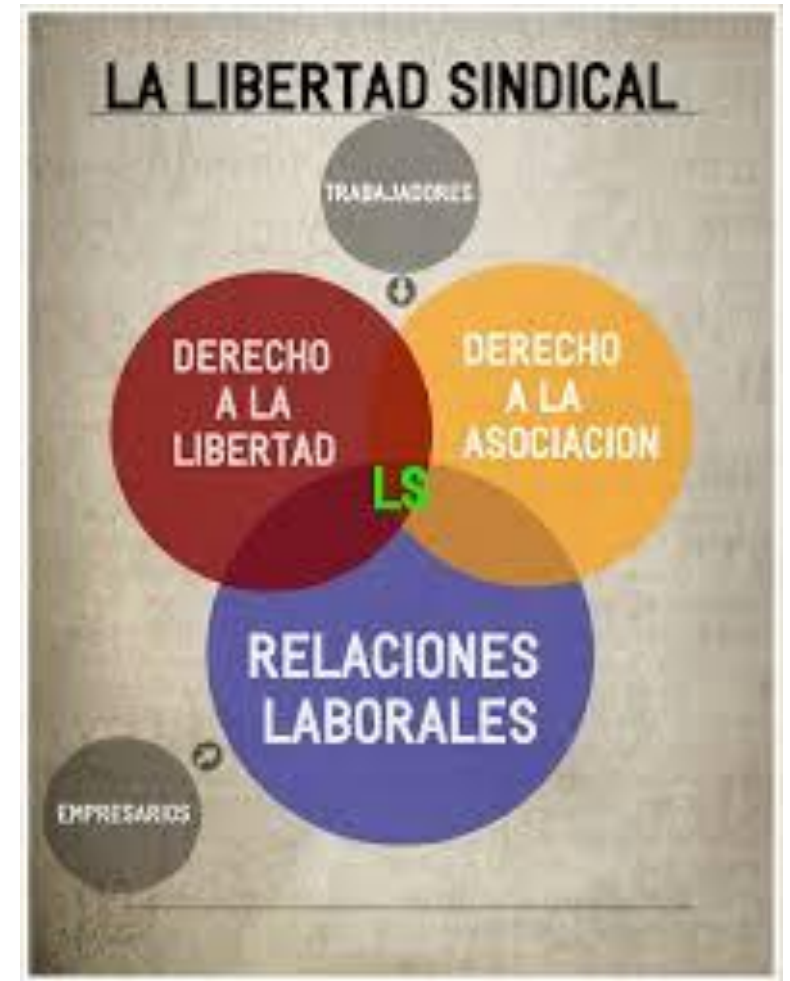 LA LIBERTAD SINDICAL
TRABAJADORES
DERECHO
A LA
LIBERTAD
DERECHO
A LA
ASOCIACION
LS
RELACIONES
LABORALES
EMPRESARIOS